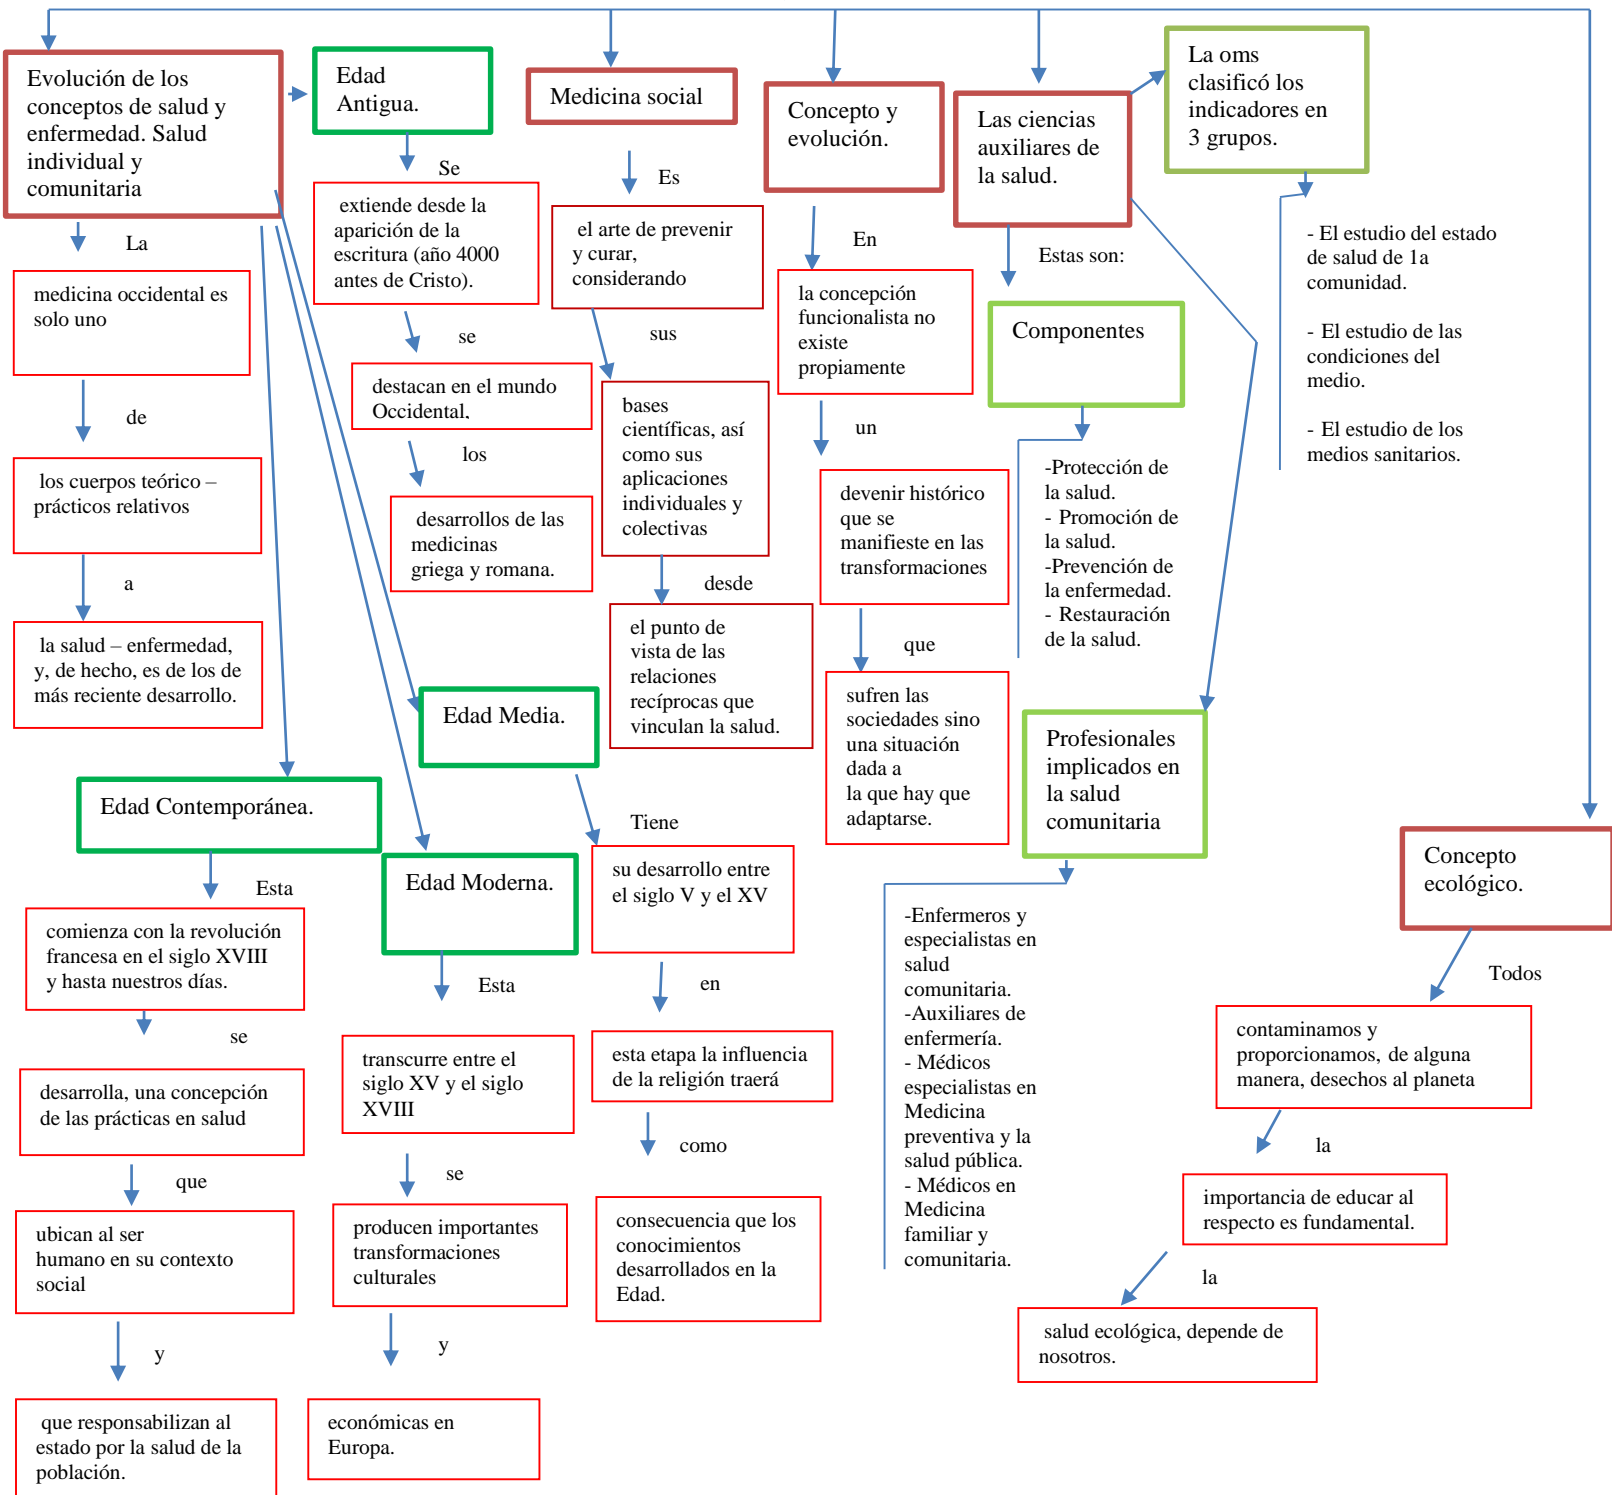 Evolución de los
conceptos de salud y
enfermedad. Salud
individual y
comunitaria
La
medicina occidental es
solo uno
de
los cuerpos teórico –
prácticos relativos
a
la salud – enfermedad,
y, de hecho, es de los de
más reciente desarrollo.
Edad
Antigua.
Se
extiende desde la
aparición de la
escritura (año 4000
antes de Cristo).
se
destacan en el mundo
Occidental,
los
desarrollos de las
medicinas
griega y romana.
Edad Media.
Tiene
su desarrollo entre
el siglo V y el XV
en
esta etapa la influencia
de la religión traerá
como
consecuencia que los
conocimientos
desarrollados en la
Edad.
Edad Moderna.
Esta
transcurre entre el
siglo XV y el siglo
XVIII
se
producen importantes
transformaciones
culturales
y
económicas en
Europa.
Edad Contemporánea.
Esta
comienza con la revolución
francesa en el siglo XVIII
y hasta nuestros días.
se
desarrolla, una concepción
de las prácticas en salud
que
ubican al ser
humano en su contexto
social
y
que responsabilizan al
estado por la salud de la
población.
Medicina social
Es
el arte de prevenir
y curar,
considerando
sus
bases
científicas, así
como sus
aplicaciones
individuales y
colectivas
desde
el punto de
vista de las
relaciones
recíprocas que
vinculan la salud.
Concepto y
evolución.
En
la concepción
funcionalista no
existe
propiamente
un
devenir histórico
que se
manifieste en las
transformaciones
que
sufren las
sociedades sino
una situación
dada a
la que hay que
adaptarse.
Las ciencias
auxiliares de
la salud.
Estas son:
Componentes
-Protección de
la salud.
- Promoción de
la salud.
-Prevención de
la enfermedad.
- Restauración
de la salud.
La oms
clasificó los
indicadores en
3 grupos.
- El estudio del estado
de salud de 1a
comunidad.
- El estudio de las
condiciones del
medio.
- El estudio de los
medios sanitarios.
Profesionales
implicados en
la salud
comunitaria
-Enfermeros y
especialistas en
salud
comunitaria.
-Auxiliares de
enfermería.
- Médicos
especialistas en
Medicina
preventiva y la
salud pública.
- Médicos en
Medicina
familiar y
comunitaria.
Concepto
ecológico.
Todos
contaminamos y
proporcionamos, de alguna
manera, desechos al planeta
la
importancia de educar al
respecto es fundamental.
la
salud ecológica, depende de
nosotros.